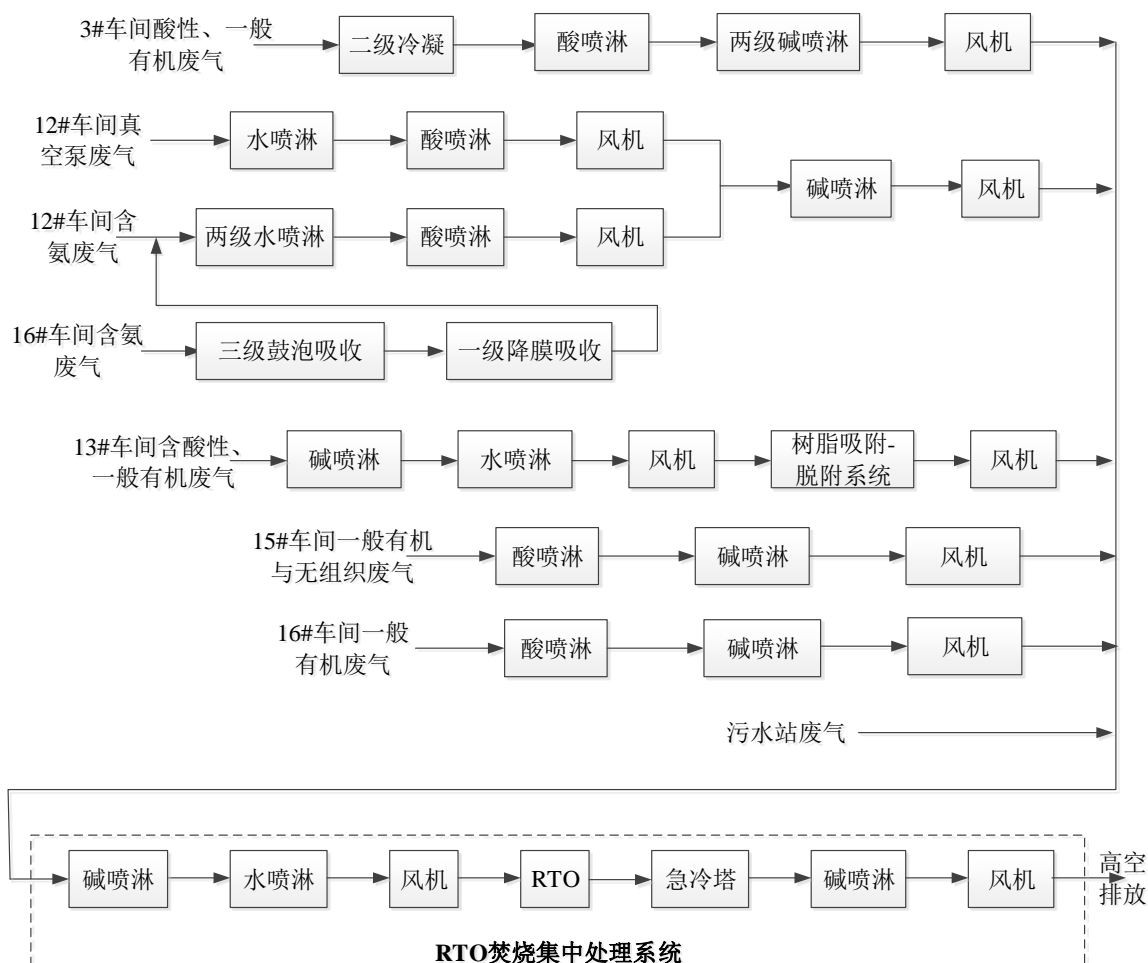 3#车间酸性、一般
有机废气
二级冷凝
酸喷淋
两级碱喷淋
风机
12#车间真
空泵废气
水喷淋
酸喷淋
风机
碱喷淋
风机
12#车间含
氨废气
两级水喷淋
酸喷淋
风机
16#车间含氨
废气
三级鼓泡吸收
一级降膜吸收
13#车间含酸性、
一般有机废气
碱喷淋
水喷淋
风机
树脂吸附-
脱附系统
风机
15#车间一般有机
与无组织废气
酸喷淋
碱喷淋
风机
16#车间一般
有机废气
酸喷淋
碱喷淋
风机
污水站废气
碱喷淋
水喷淋
风机
RTO
急冷塔
碱喷淋
风机
高空
排放
RTO焚烧集中处理系统